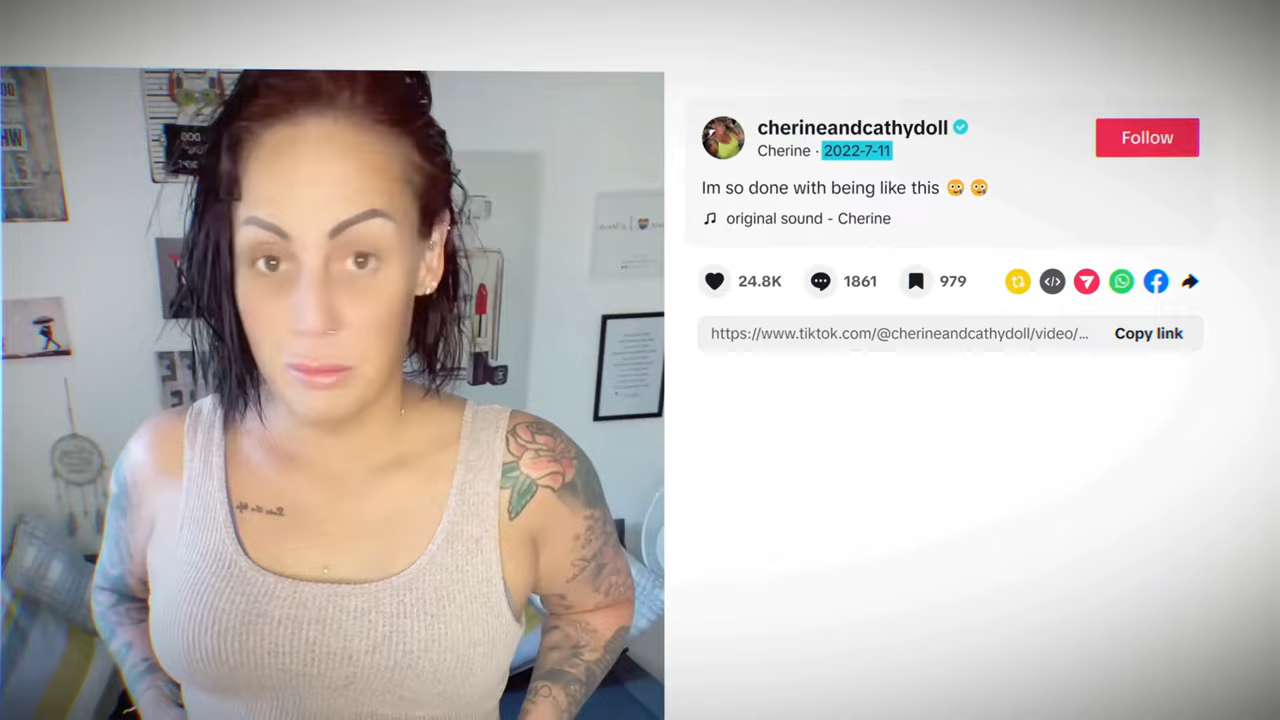 cherineandcathydoll
Cherine · 2022-7-11
Follow
Im so done with being like this 🥹 🥹
original sound - Cherine
24.8K
1861
979
https://www.tiktok.com/@cherineandcathydoll/video/...
Copy link